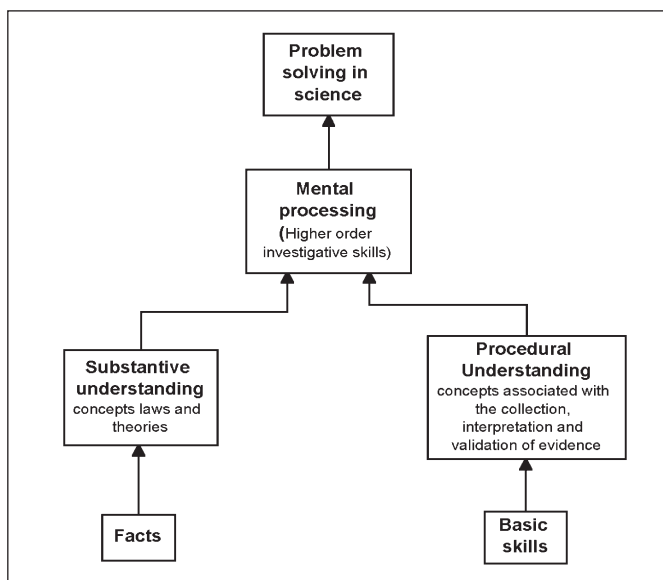 Problem
solving in
science
Mental
processing
(Higher order
investigative skills)
Substantive
understanding
concepts laws and
theories
Procedural
Understanding
concepts associated with
the collection,
interpretation and
validation of evidence
Facts
Basic
skills